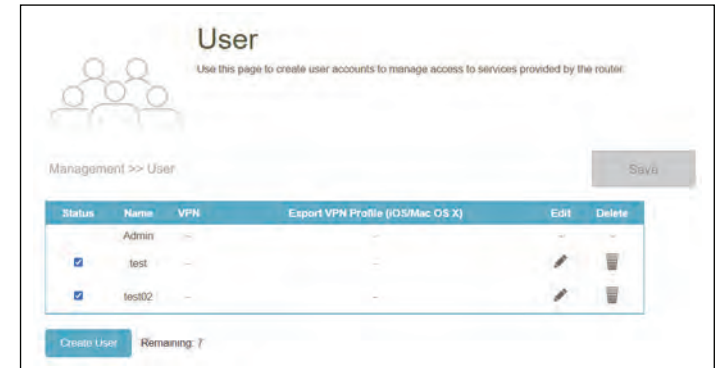 User
Use this page to create user accounts to manage access to services provided by the router.
Management >> User
Save
Status Name VPN Export VPN Profile (iOS/Mac OS X) Edit Delete
Admin -- -- -- --
test -- --
test02 -- --
Create User Remaining: 7